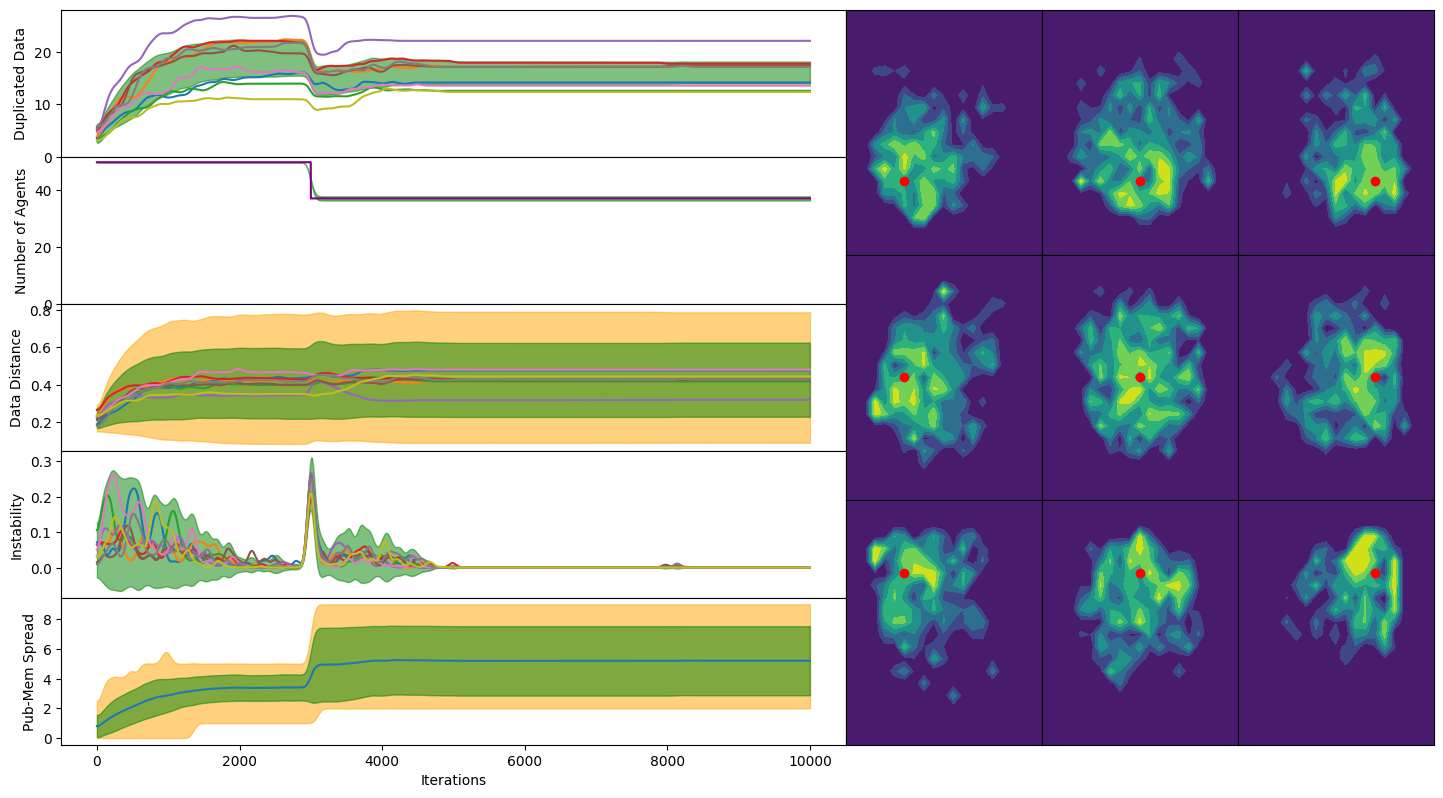 Duplicated Data
20
10
0
Number of Agents
40
20
0
Data Distance
0.8
0.6
0.4
0.2
Instability
0.3
0.2
0.1
0.0
Pub-Mem Spread
8
6
4
2
0
0 2000 4000 6000 8000 10000
Iterations